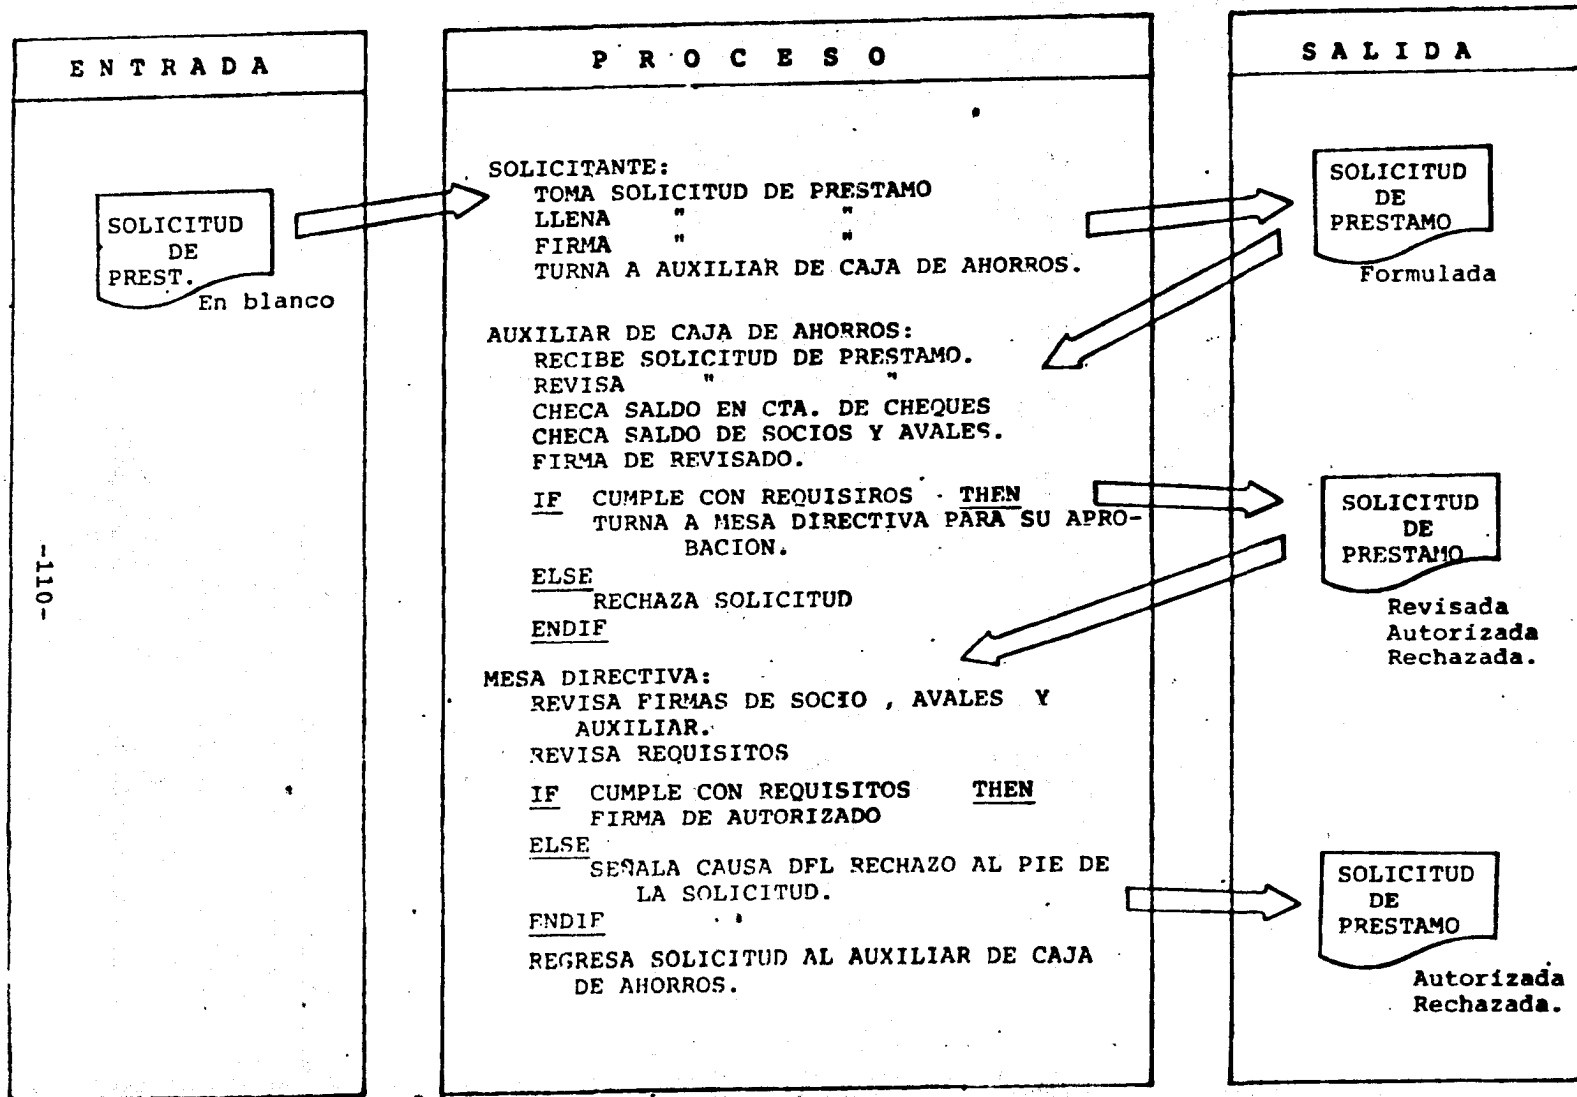 E N T R A D A
SOLICITUD
DE
PREST.
En blanco
-110-
P R O C E S O
SOLICITANTE:
TOMA SOLICITUD DE PRESTAMO
LLENA " "
FIRMA " "
TURNA A AUXILIAR DE CAJA DE AHORROS.
AUXILIAR DE CAJA DE AHORROS:
RECIBE SOLICITUD DE PRESTAMO.
REVISA " "
CHECA SALDO EN CTA. DE CHEQUES
CHECA SALDO DE SOCIOS Y AVALES.
FIRMA DE REVISADO.
IF CUMPLE CON REQUISIROS THEN
TURNA A MESA DIRECTIVA PARA SU APRO-
BACION.
ELSE
RECHAZA SOLICITUD
ENDIF
MESA DIRECTIVA:
REVISA FIRMAS DE SOCIO , AVALES Y
AUXILIAR.
REVISA REQUISITOS
IF CUMPLE CON REQUISITOS THEN
FIRMA DE AUTORIZADO
ELSE
SEÑALA CAUSA DEL RECHAZO AL PIE DE
LA SOLICITUD.
ENDIF
REGRESA SOLICITUD AL AUXILIAR DE CAJA
DE AHORROS.
S A L I D A
SOLICITUD
DE
PRESTAMO
Formulada
SOLICITUD
DE
PRESTAMO
Revisada
Autorizada
Rechazada.
SOLICITUD
DE
PRESTAMO
Autorizada
Rechazada.